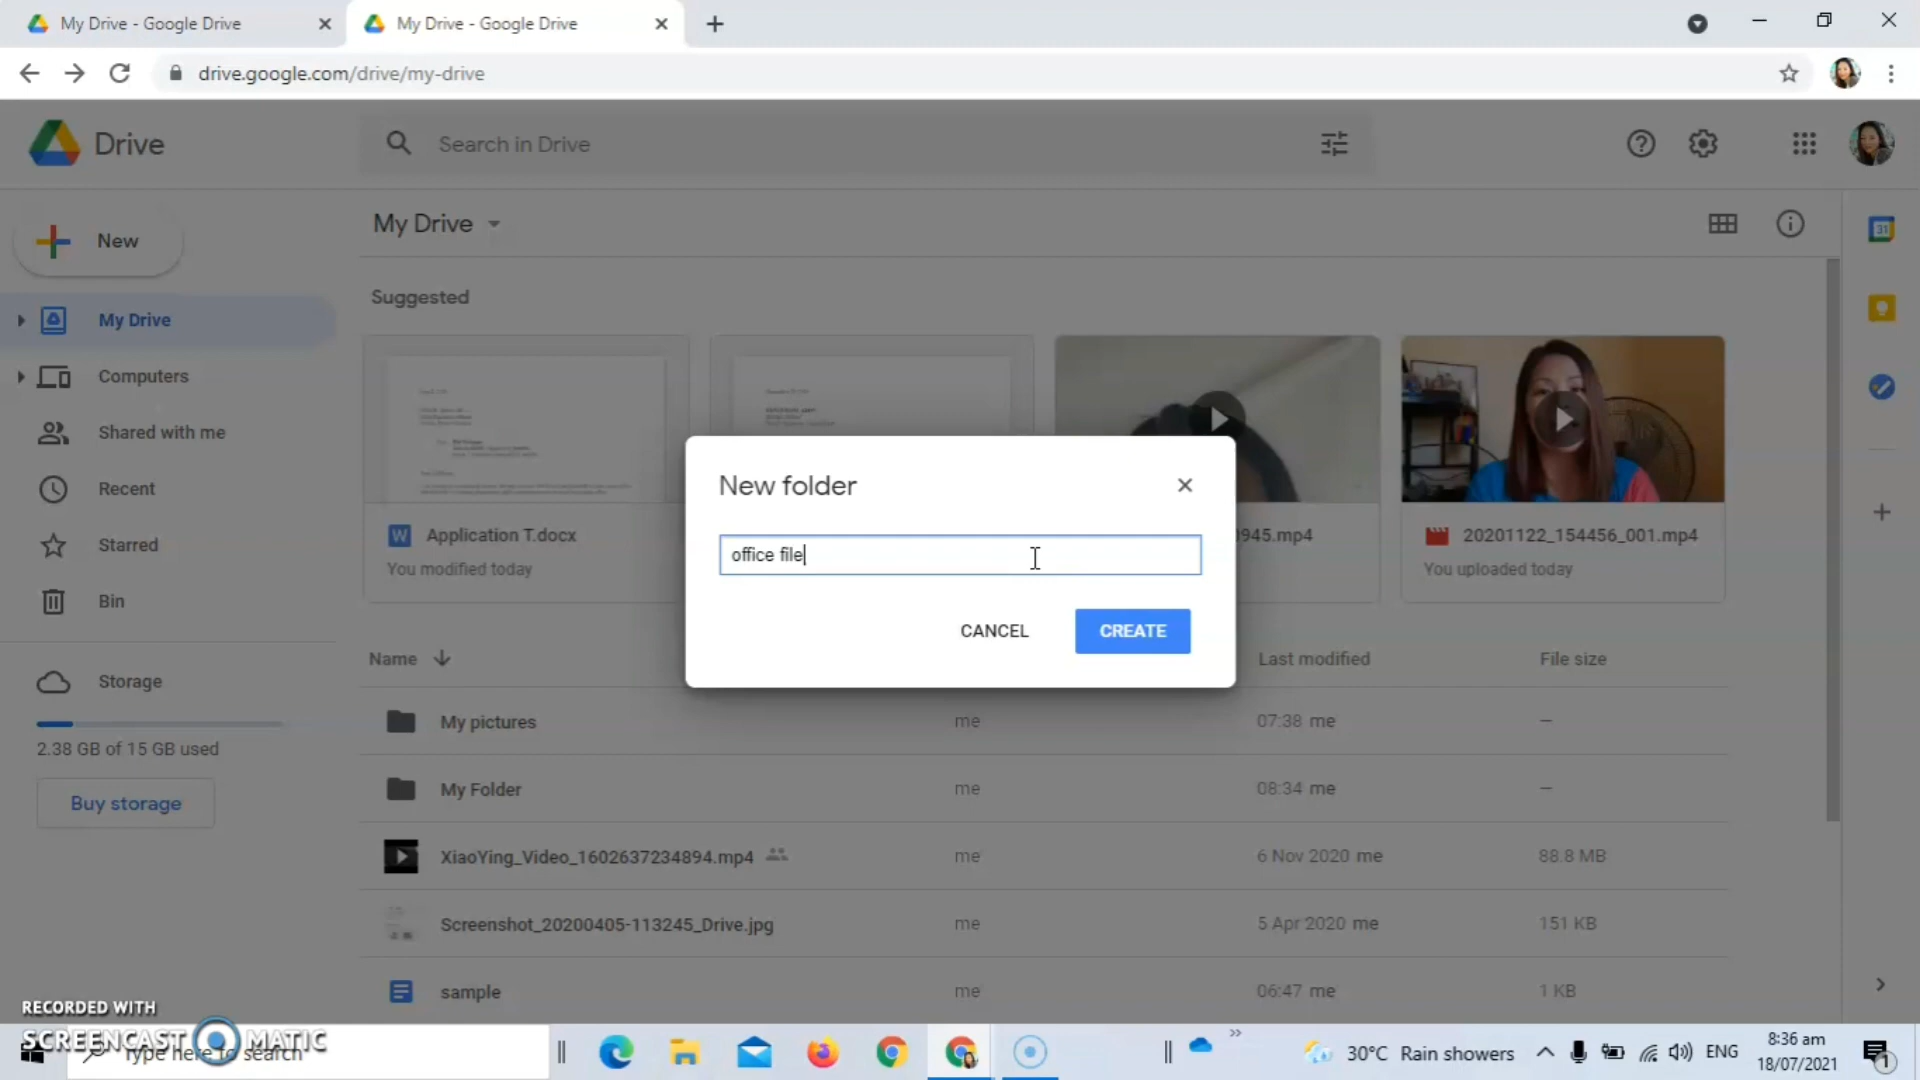 My Drive - Google Drive
My Drive - Google Drive
drive.google.com/drive/my-drive
Drive
Search in Drive
New
My Drive
Suggested
My Drive
Computers
Shared with me
Recent
Starred
Bin
Storage
2.38 GB of 15 GB used
Buy storage
Application T.docx
You modified today
945.mp4
20201122_154456_001.mp4
You uploaded today
New folder
office file
CANCEL
CREATE
Name
Last modified
File size
My pictures
me
07:38 me
–
My Folder
me
08:34 me
–
XiaoYing_Video_1602637234894.mp4
me
6 Nov 2020 me
88.8 MB
Screenshot_20200405-113245_Drive.jpg
me
5 Apr 2020 me
151 KB
sample
me
06:47 me
1 KB
31
RECORDED WITH
SCREENCAST MATIC
Type here to search
30°C Rain showers
ENG
8:36 am
18/07/2021
1